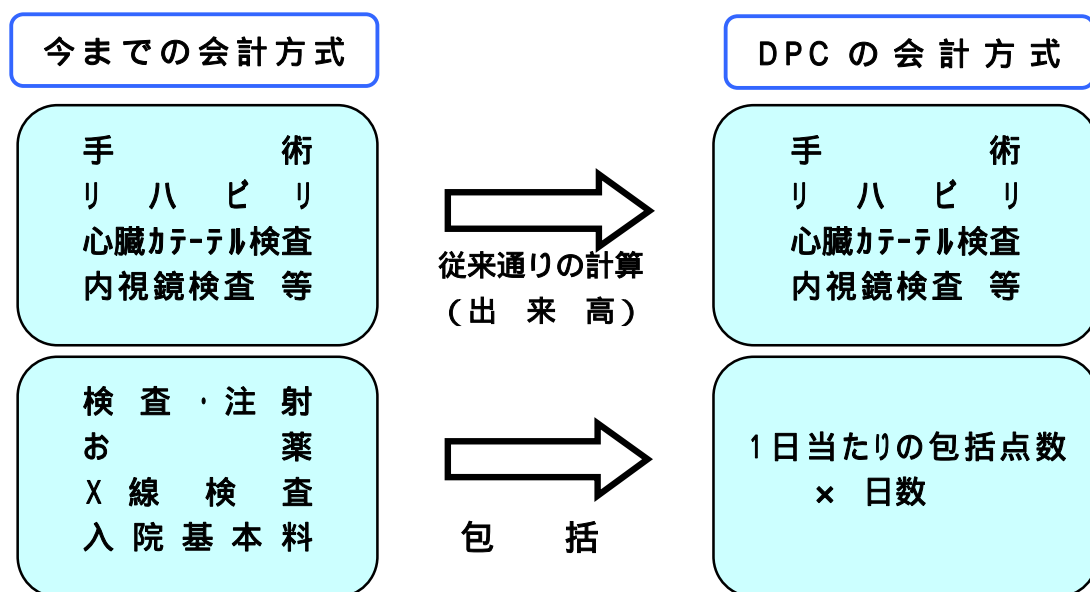 今までの会計方式
DPCの会計方式
手術
リハビリ
心臓ｶﾃｰﾃﾙ検査
内視鏡検査 等
従来通りの計算
（出来高）
手術
リハビリ
心臓ｶﾃｰﾃﾙ検査
内視鏡検査 等
検査・注射
お薬
X線検査
入院基本料
包括
1日当たりの包括点数
× 日数